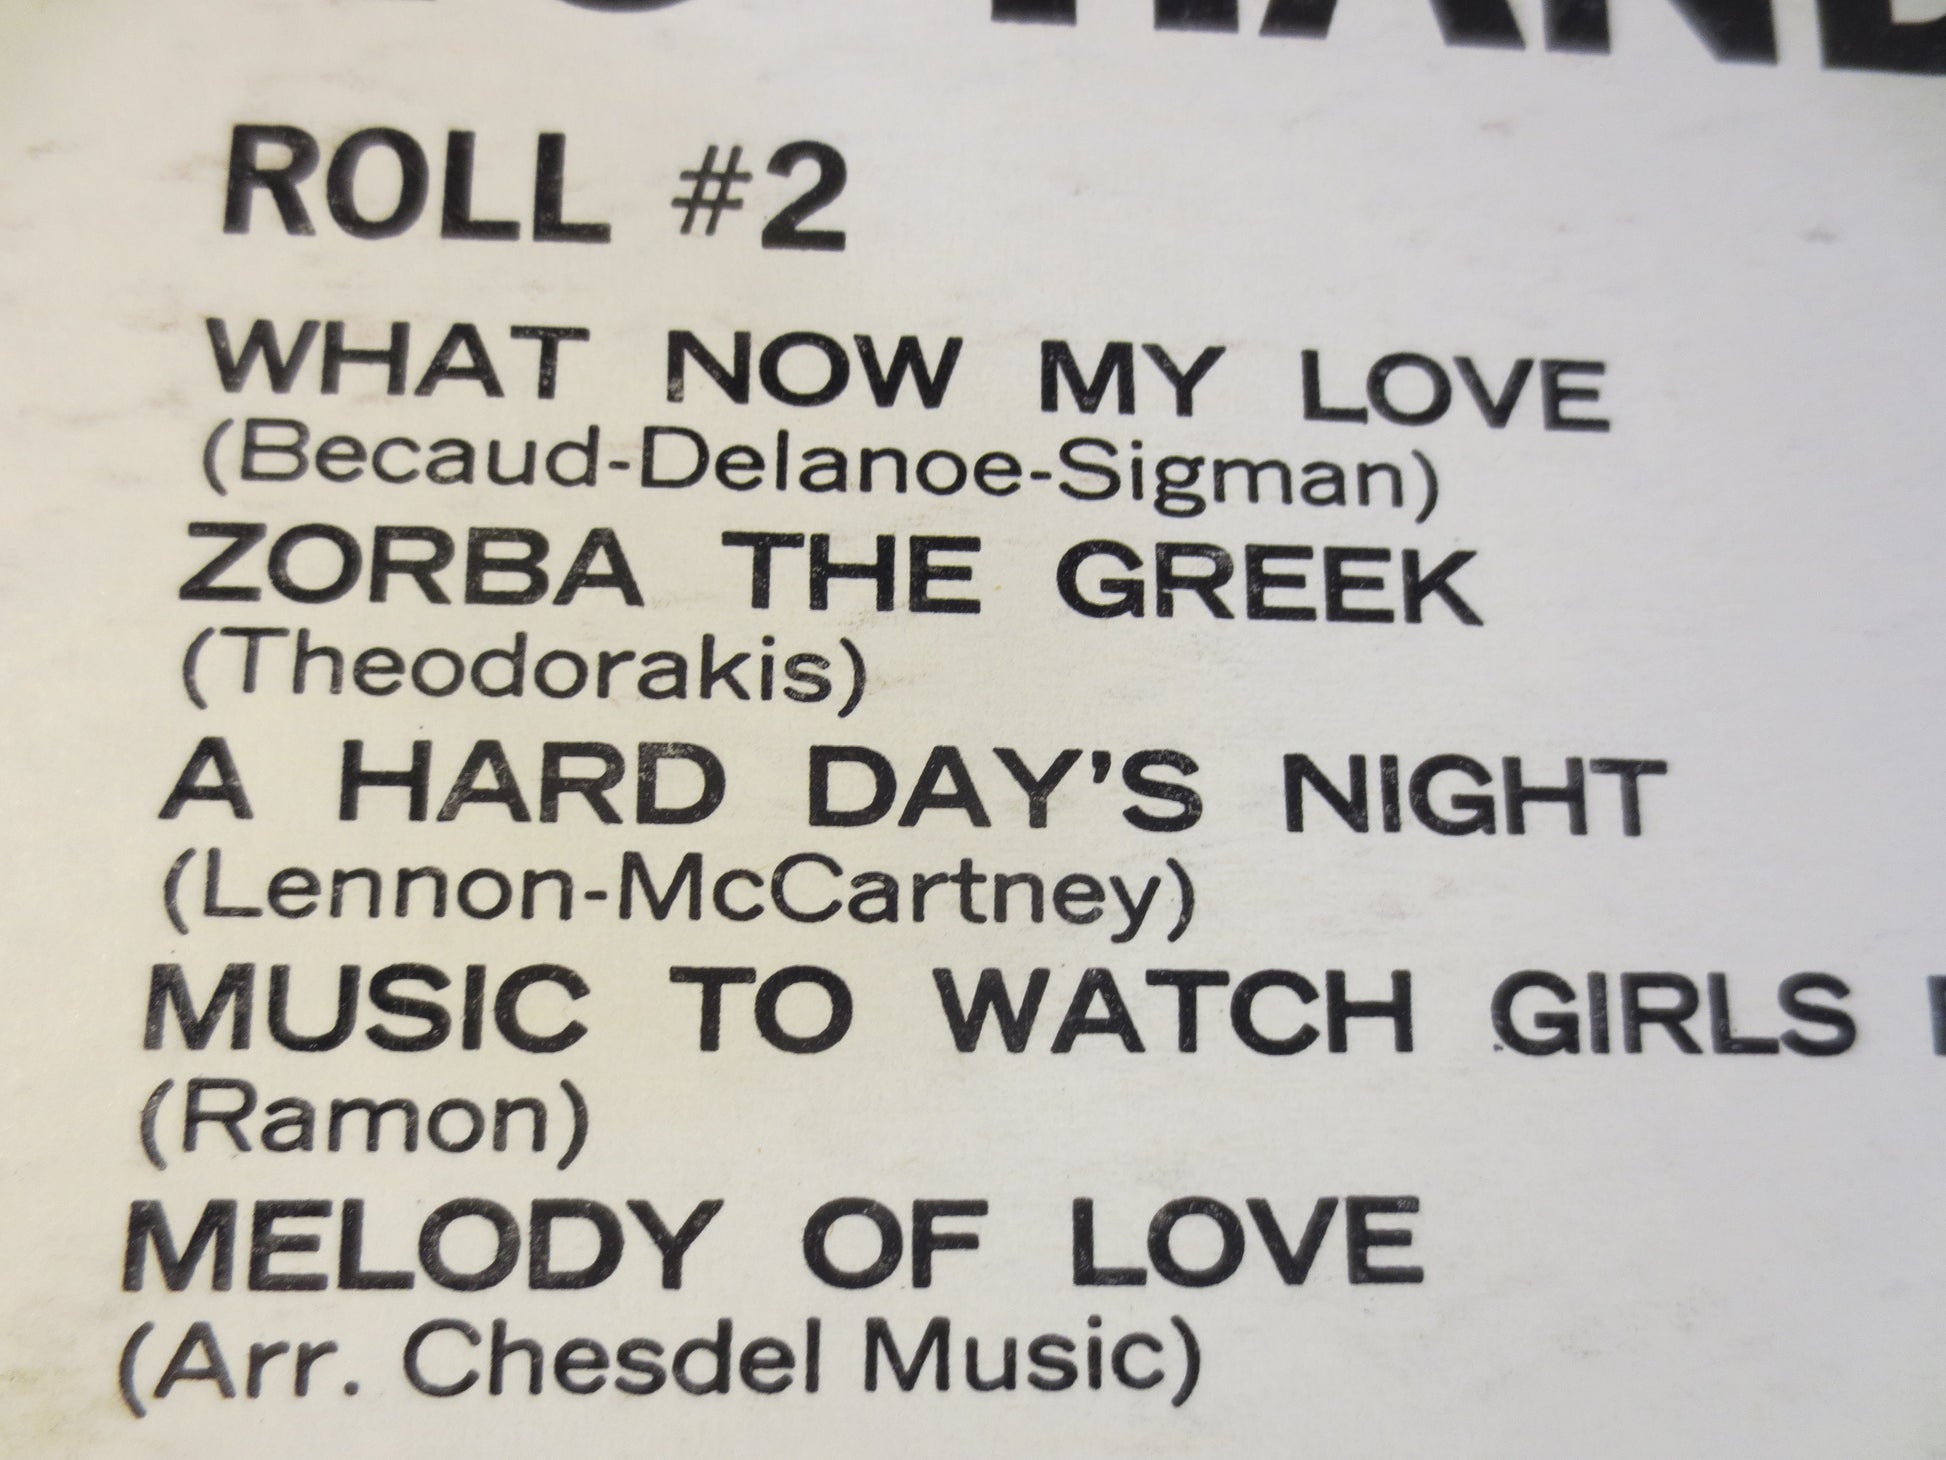 ROLL #2
WHAT NOW MY LOVE
(Becaud-Delanoe-Sigman)
ZORBA THE GREEK
(Theodorakis)
A HARD DAY'S NIGHT
(Lennon-McCartney)
MUSIC TO WATCH GIRLS
(Ramon)
MELODY OF LOVE
(Arr. Chesdel Music)